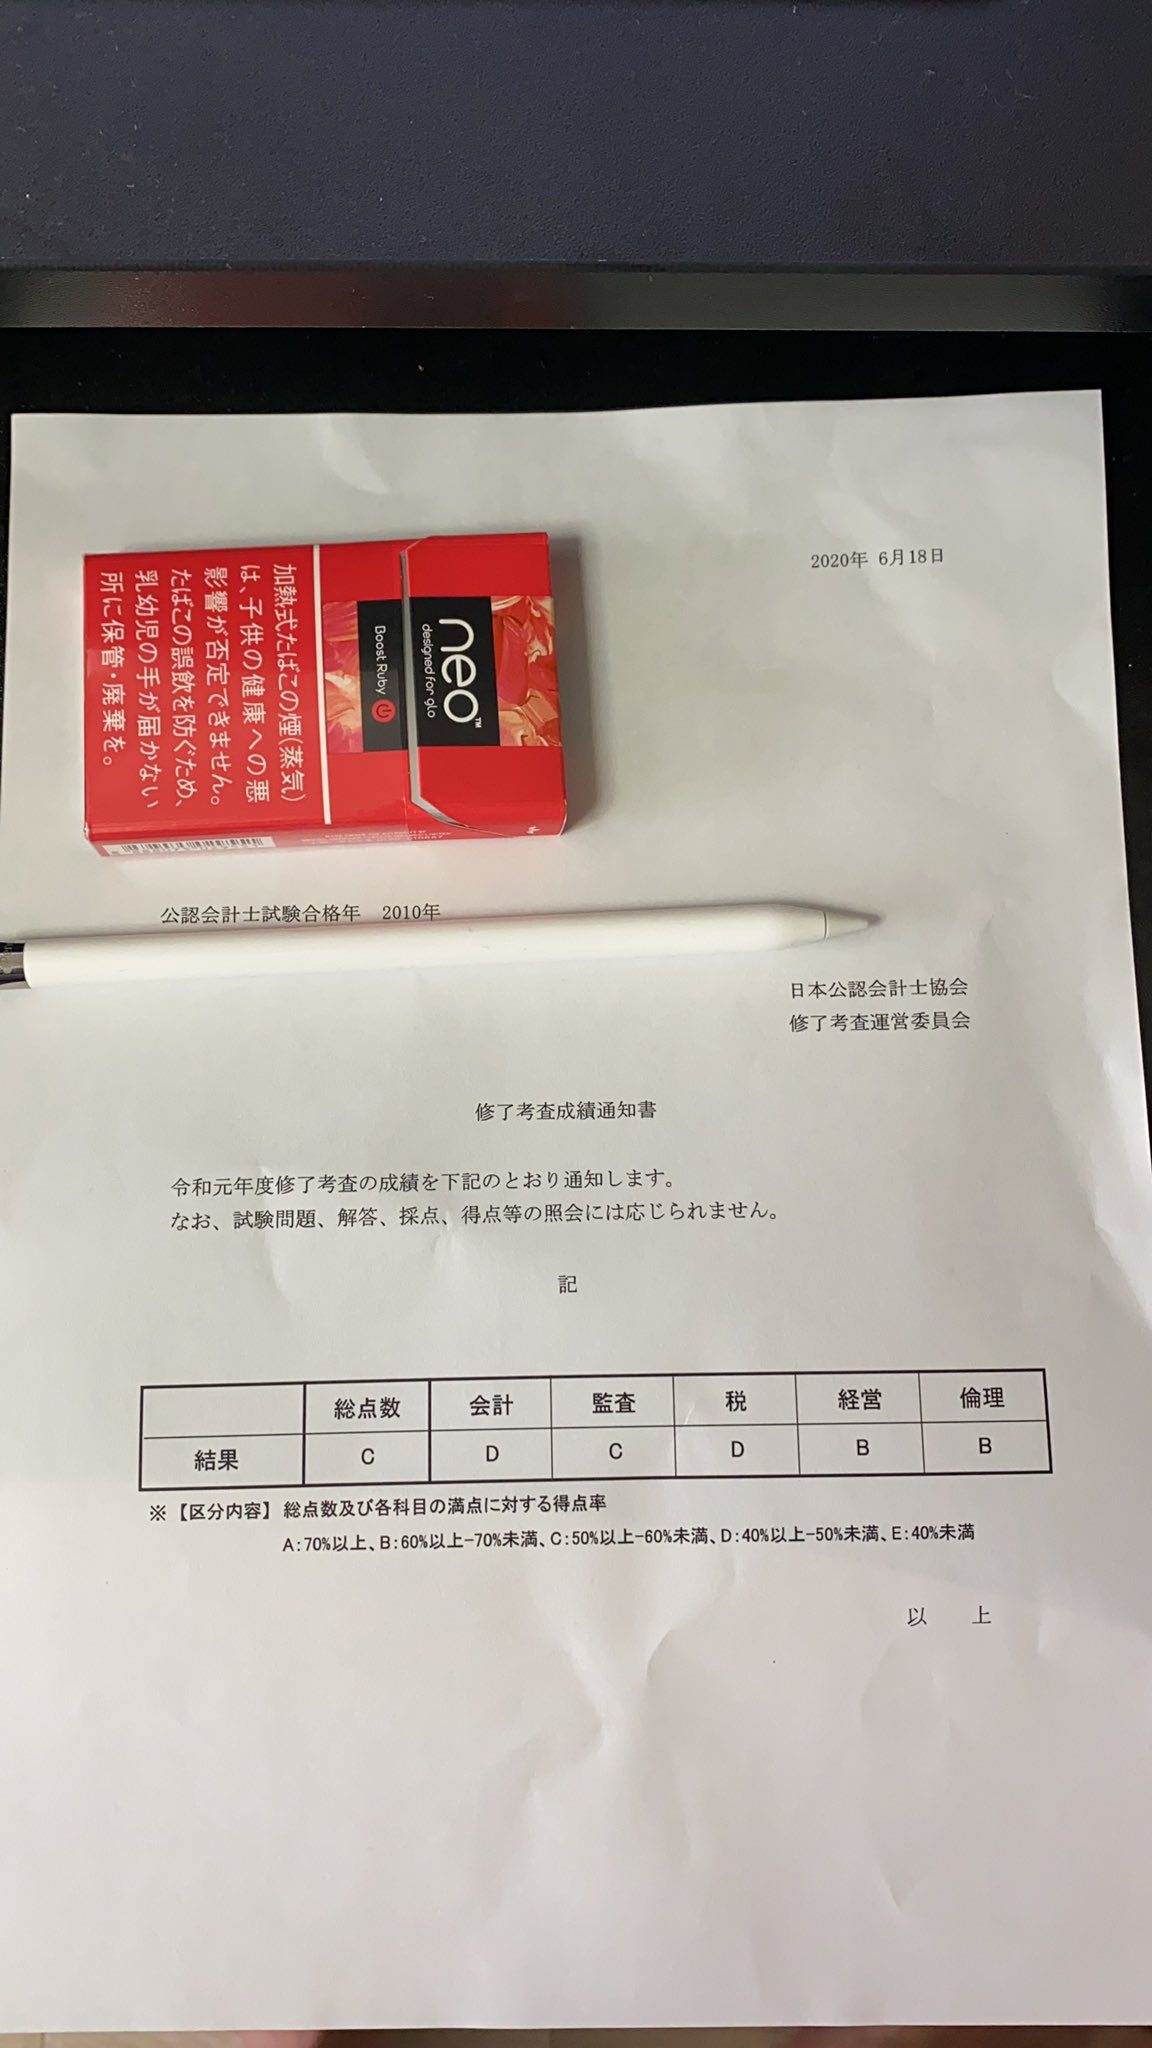 2020年 6月18日
neo™
designed for glo
Boost Ruby
加熱式たばこの煙(蒸気)
は、子供の健康への悪
影響が否定できません。
たばこの誤飲を防ぐため、
乳幼児の手が届かない
所に保管・廃棄を。
公認会計士試験合格年 2010年
日本公認会計士協会
修了考査運営委員会
修了考査成績通知書
令和元年度修了考査の成績を下記のとおり通知します。
なお、試験問題、解答、採点、得点等の照会には応じられません。
記
総点数 会計 監査 税 経営 倫理
結果 C D C D B B
※【区分内容】 総点数及び各科目の満点に対する得点率
A:70%以上、B:60%以上-70%未満、C:50%以上-60%未満、D:40%以上-50%未満、E:40%未満
以 上